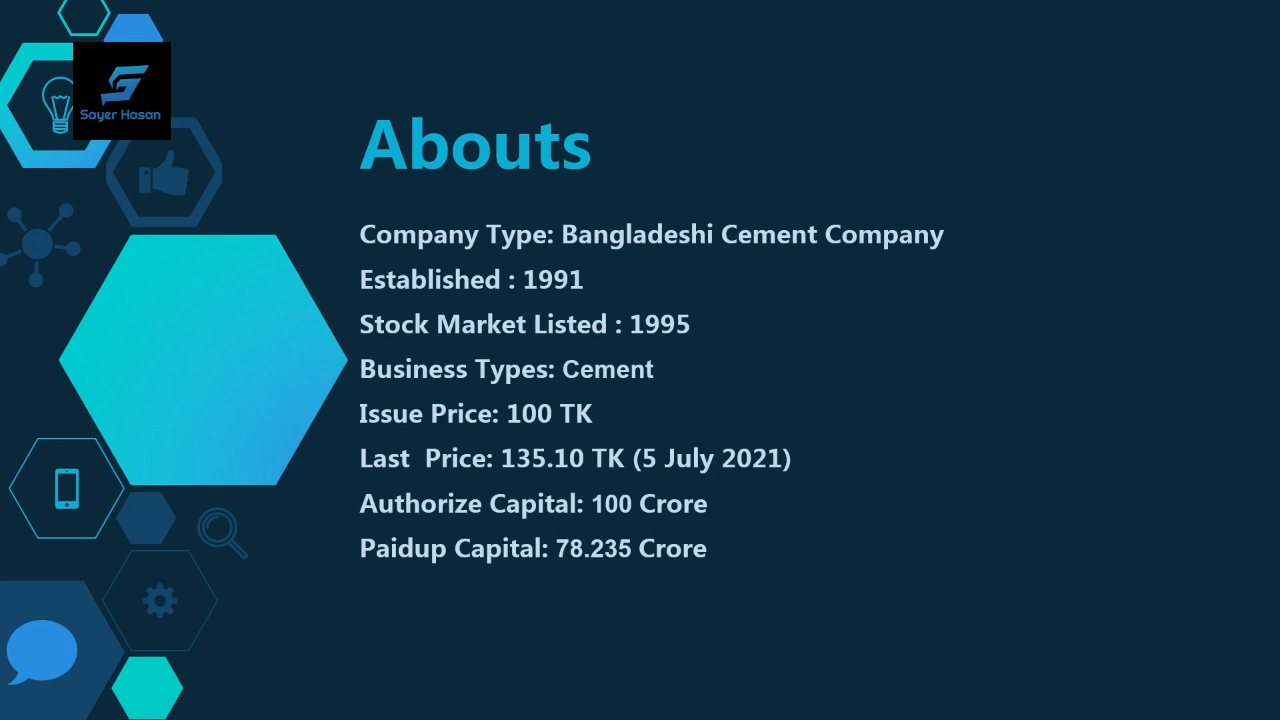 Sayer Hasan
Abouts
Company Type: Bangladeshi Cement Company
Established : 1991
Stock Market Listed : 1995
Business Types: Cement
Issue Price: 100 TK
Last  Price: 135.10 TK (5 July 2021)
Authorize Capital: 100 Crore
Paidup Capital: 78.235 Crore